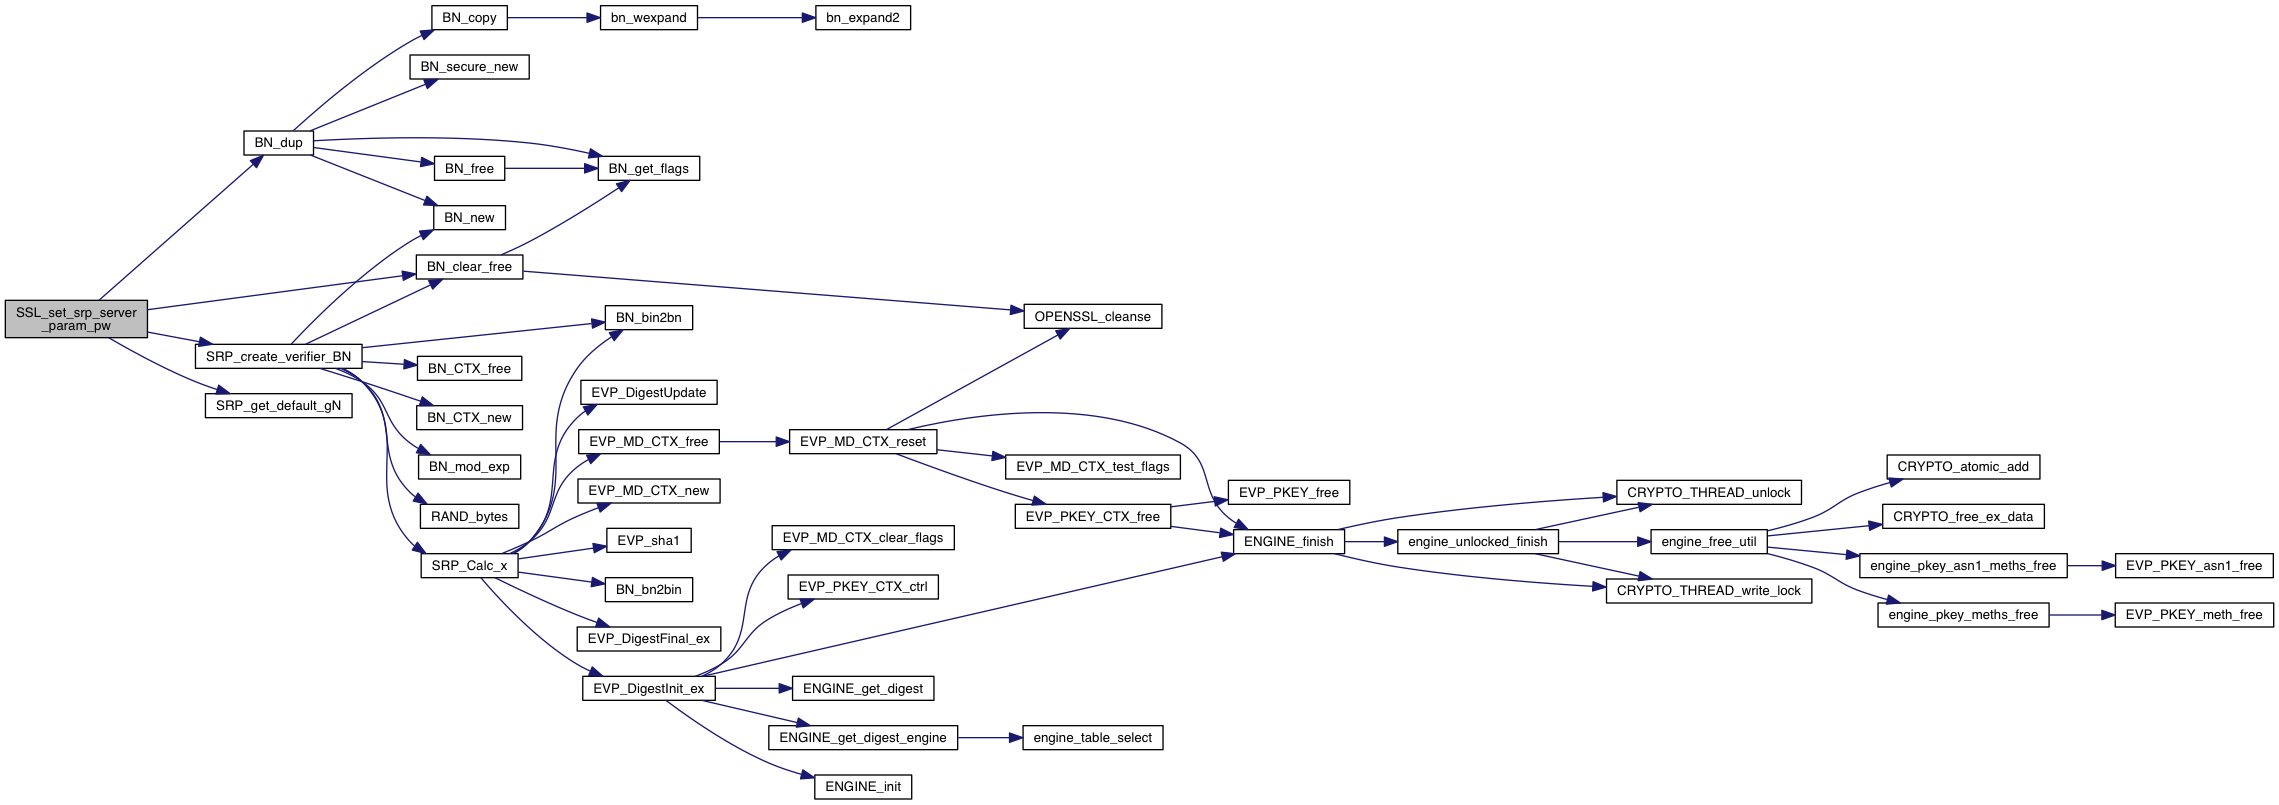 BN_copy
bn_wexpand
bn_expand2
BN_secure_new
BN_dup
BN_free
BN_get_flags
BN_new
BN_clear_free
SSL_set_srp_server
_param_pw
OPENSSL_cleanse
BN_bin2bn
SRP_create_verifier_BN
BN_CTX_free
EVP_DigestUpdate
SRP_get_default_gN
BN_CTX_new
EVP_MD_CTX_free
EVP_MD_CTX_reset
BN_mod_exp
EVP_MD_CTX_test_flags
CRYPTO_atomic_add
EVP_MD_CTX_new
EVP_PKEY_free
CRYPTO_THREAD_unlock
RAND_bytes
EVP_PKEY_CTX_free
CRYPTO_free_ex_data
EVP_sha1
EVP_MD_CTX_clear_flags
ENGINE_finish
engine_unlocked_finish
engine_free_util
SRP_Calc_x
engine_pkey_asn1_meths_free
EVP_PKEY_asn1_free
BN_bn2bin
EVP_PKEY_CTX_ctrl
CRYPTO_THREAD_write_lock
engine_pkey_meths_free
EVP_PKEY_meth_free
EVP_DigestFinal_ex
EVP_DigestInit_ex
ENGINE_get_digest
ENGINE_get_digest_engine
engine_table_select
ENGINE_init